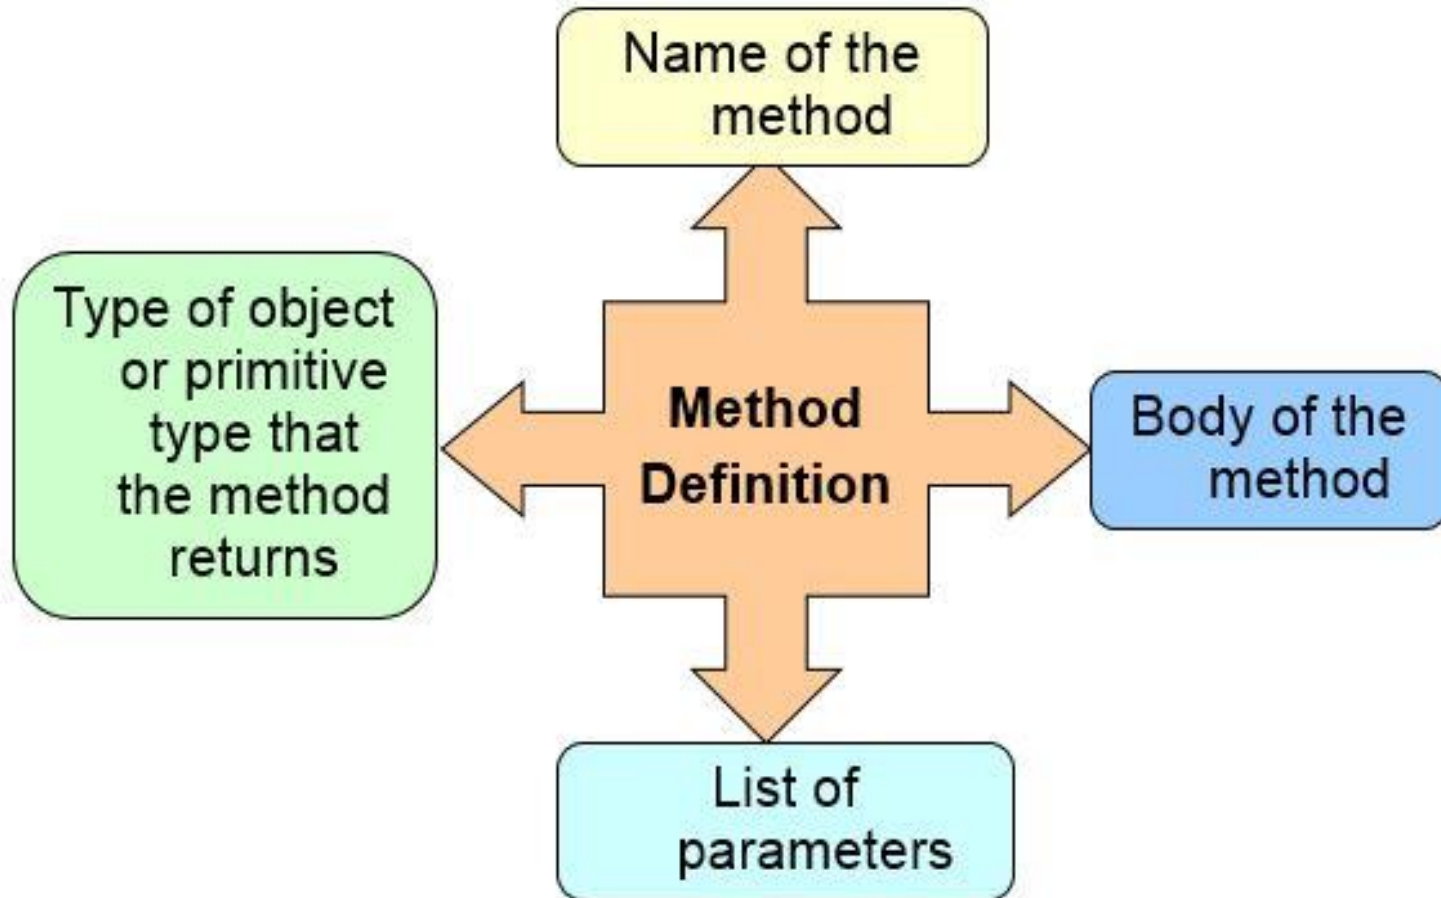 Name of the
method
Type of object
or primitive
type that
the method
returns
Method
Definition
Body of the
method
List of
parameters